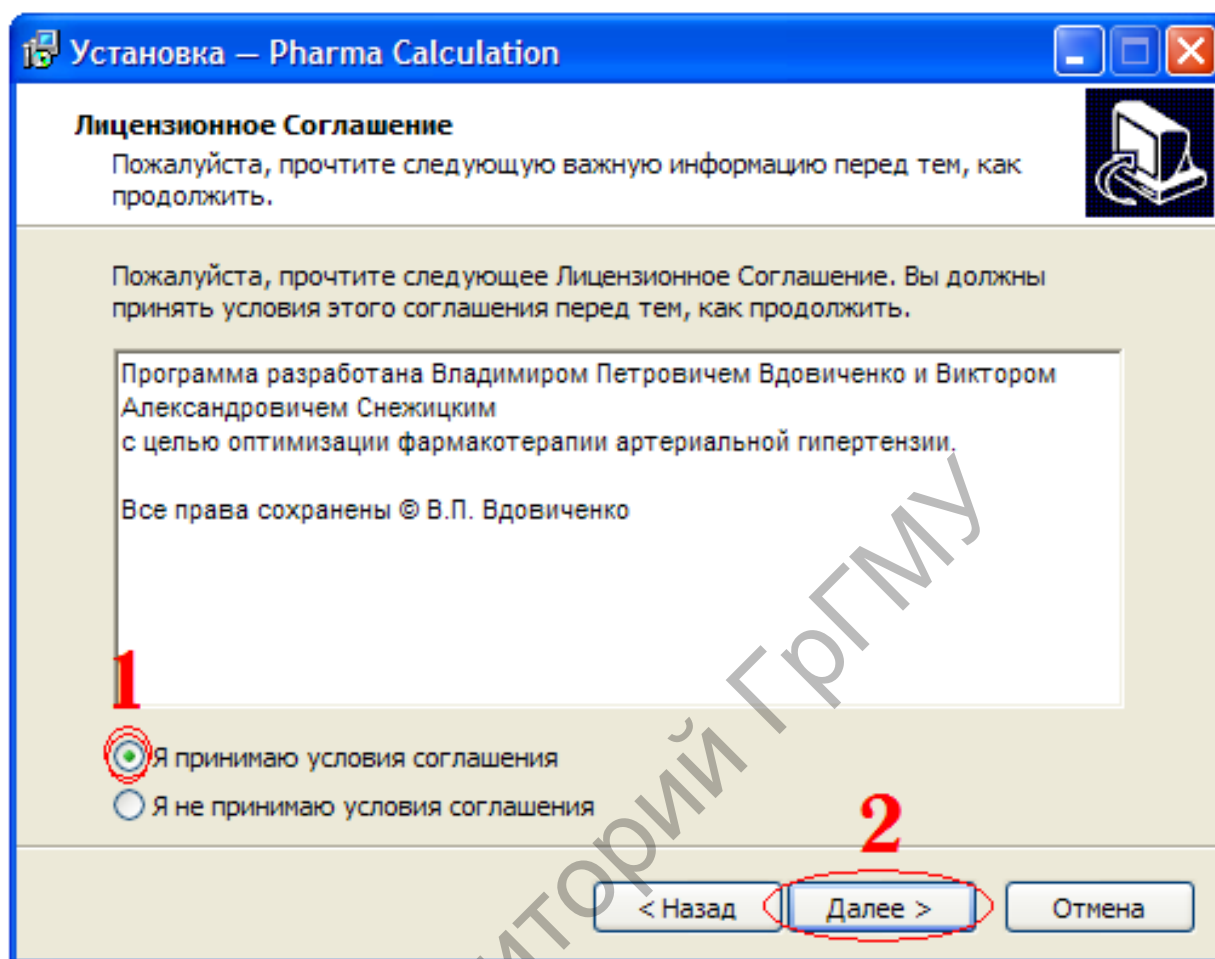 Установка — Pharma Calculation
Лицензионное Соглашение
Пожалуйста, прочтите следующую важную информацию перед тем, как
продолжить.
Пожалуйста, прочтите следующее Лицензионное Соглашение. Вы должны
принять условия этого соглашения перед тем, как продолжить.
Программа разработана Владимиром Петровичем Вдовиченко и Виктором
Александровичем Снежицким
с целью оптимизации фармакотерапии артериальной гипертензии.
Все права сохранены © В.П. Вдовиченко
1
Я принимаю условия соглашения
Я не принимаю условия соглашения
2
< Назад
Далее >
Отмена
ГрГМУ